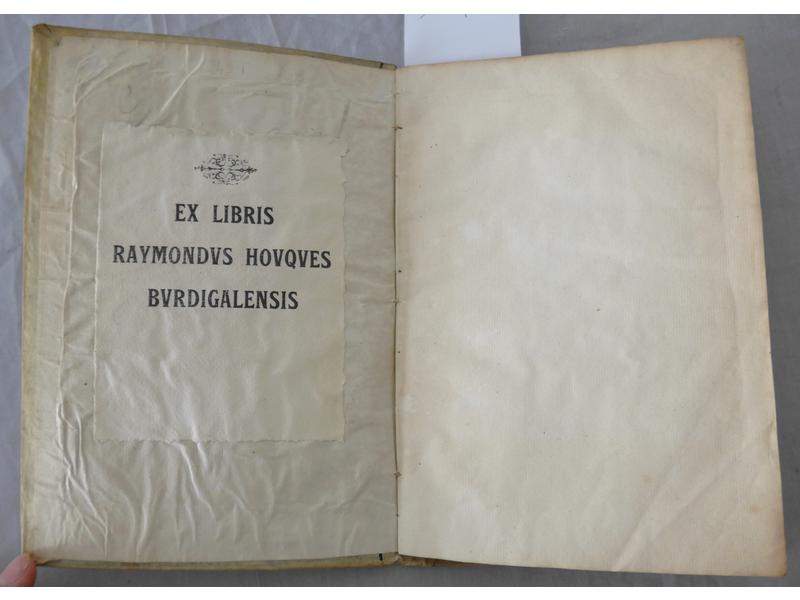 EX LIBRIS
RAYMONDVS HOVQVES
BVRDIGALENSIS